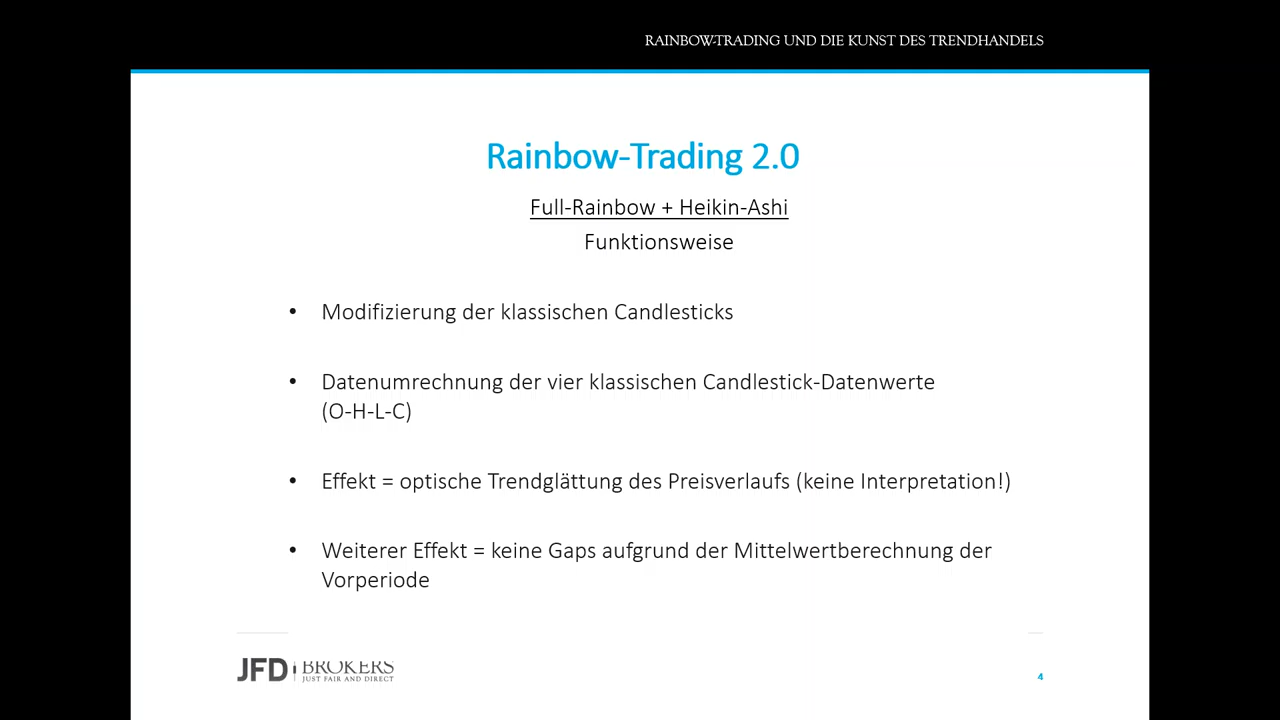 RAINBOW-TRADING UND DIE KUNST DES TRENDHANDELS
Rainbow-Trading 2.0
Full-Rainbow + Heikin-Ashi
Funktionsweise
• Modifizierung der klassischen Candlesticks
• Datenumrechnung der vier klassischen Candlestick-Datenwerte
(O-H-L-C)
• Effekt = optische Trendglättung des Preisverlaufs (keine Interpretation!)
• Weiterer Effekt = keine Gaps aufgrund der Mittelwertberechnung der
Vorperiode
JFD BROKERS
JUST FAIR AND DIRECT
4